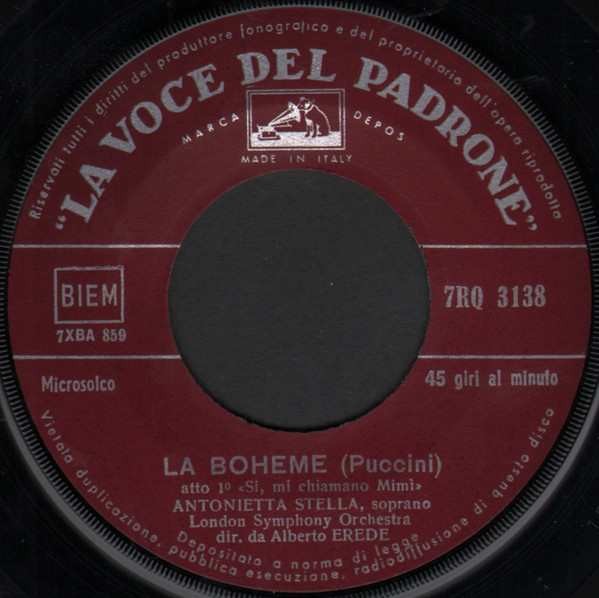 Riservati tutti i diritti del produttore fonografico e del proprietario dell'opera riprodotta
"LA VOCE DEL PADRONE"
MARCA DEPOS
MADE IN ITALY
BIEM
7XBA 859
7RQ 3138
Microsolco
45 giri al minuto
LA BOHEME (Puccini)
atto 1º «Si, mi chiamano Mimì»
ANTONIETTA STELLA, soprano
London Symphony Orchestra
dir. da Alberto EREDE
Depositato a norma di legge
Vietata duplicazione, pubblica esecuzione, radiodiffusione di questo disco